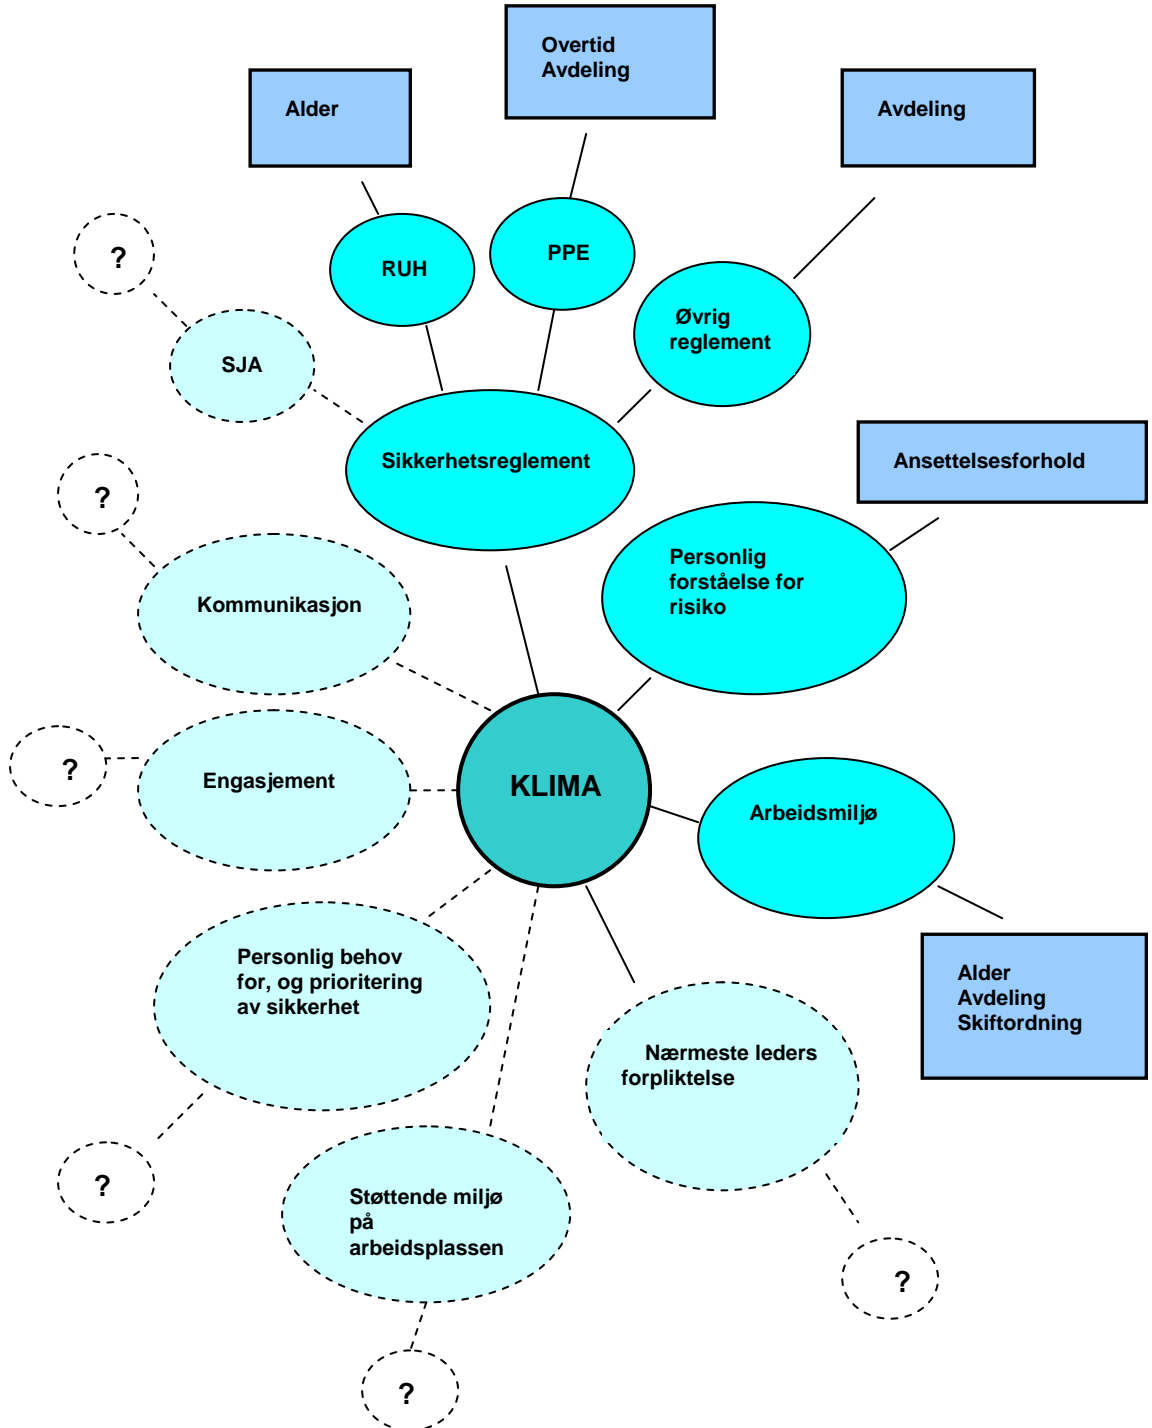 Overtid
Avdeling
Alder
Avdeling
?
RUH
PPE
Øvrig
reglement
SJA
Sikkerhetsreglement
Ansettelsesforhold
?
Personlig
forståelse for
risiko
Kommunikasjon
?
Engasjement
KLIMA
Arbeidsmiljø
Personlig behov
for, og prioritering
av sikkerhet
Alder
Avdeling
Skiftordning
Nærmeste leders
forpliktelse
?
Støttende miljø
på
arbeidsplassen
?
?